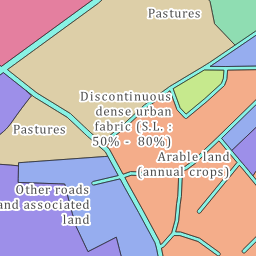 Pastures
Discontinuous
dense urban
fabric (S.L. :
50% - 80%)
Pastures
Arable land
(annual crops)
Other roads
and associated
land